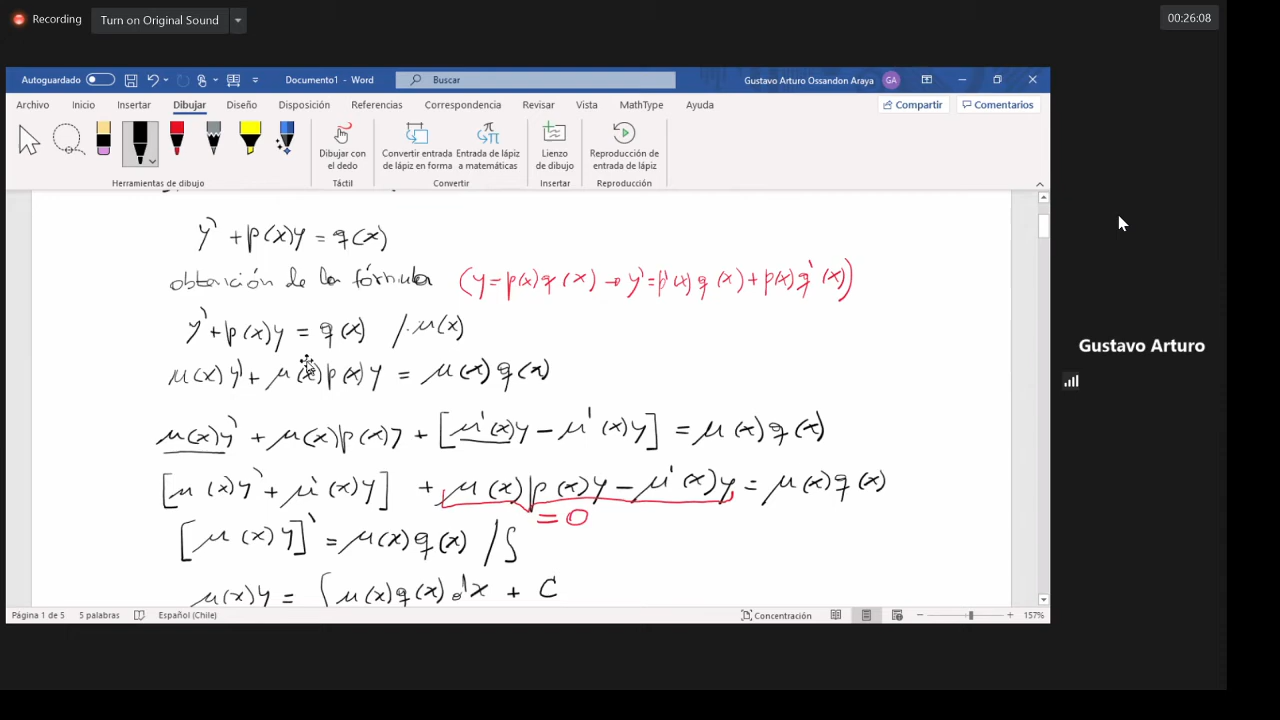 Recording
Turn on Original Sound
00:26:08
Autoguardado
Documento1 - Word
Buscar
Gustavo Arturo Ossandon Araya
GA
Archivo Inicio Insertar Dibujar Diseño Disposición Referencias Correspondencia Revisar Vista MathType Ayuda
Compartir
Comentarios
Dibujar con el dedo
Convertir entrada de lápiz en forma
Entrada de lápiz a matemáticas
Lienzo de dibujo
Reproducción de entrada de lápiz
Herramientas de dibujo Táctil Convertir Insertar Reproducción
y' + p(x)y = q(x)
obtención de la fórmula (y = p(x)q(x) → y' = p'(x)q(x) + p(x)q'(x))
y' + p(x)y = q(x) /·μ(x)
μ(x)y' + μ(x)p(x)y = μ(x)q(x)
μ(x)y' + μ(x)p(x)y + [μ'(x)y − μ'(x)y] = μ(x)q(x)
[μ(x)y' + μ'(x)y] + μ(x)p(x)y − μ'(x)y = μ(x)q(x)
= 0
[μ(x)y]' = μ(x)q(x) /∫
μ(x)y = ∫μ(x)q(x)dx + C
Gustavo Arturo
Página 1 de 5 5 palabras Español (Chile) Concentración 157%